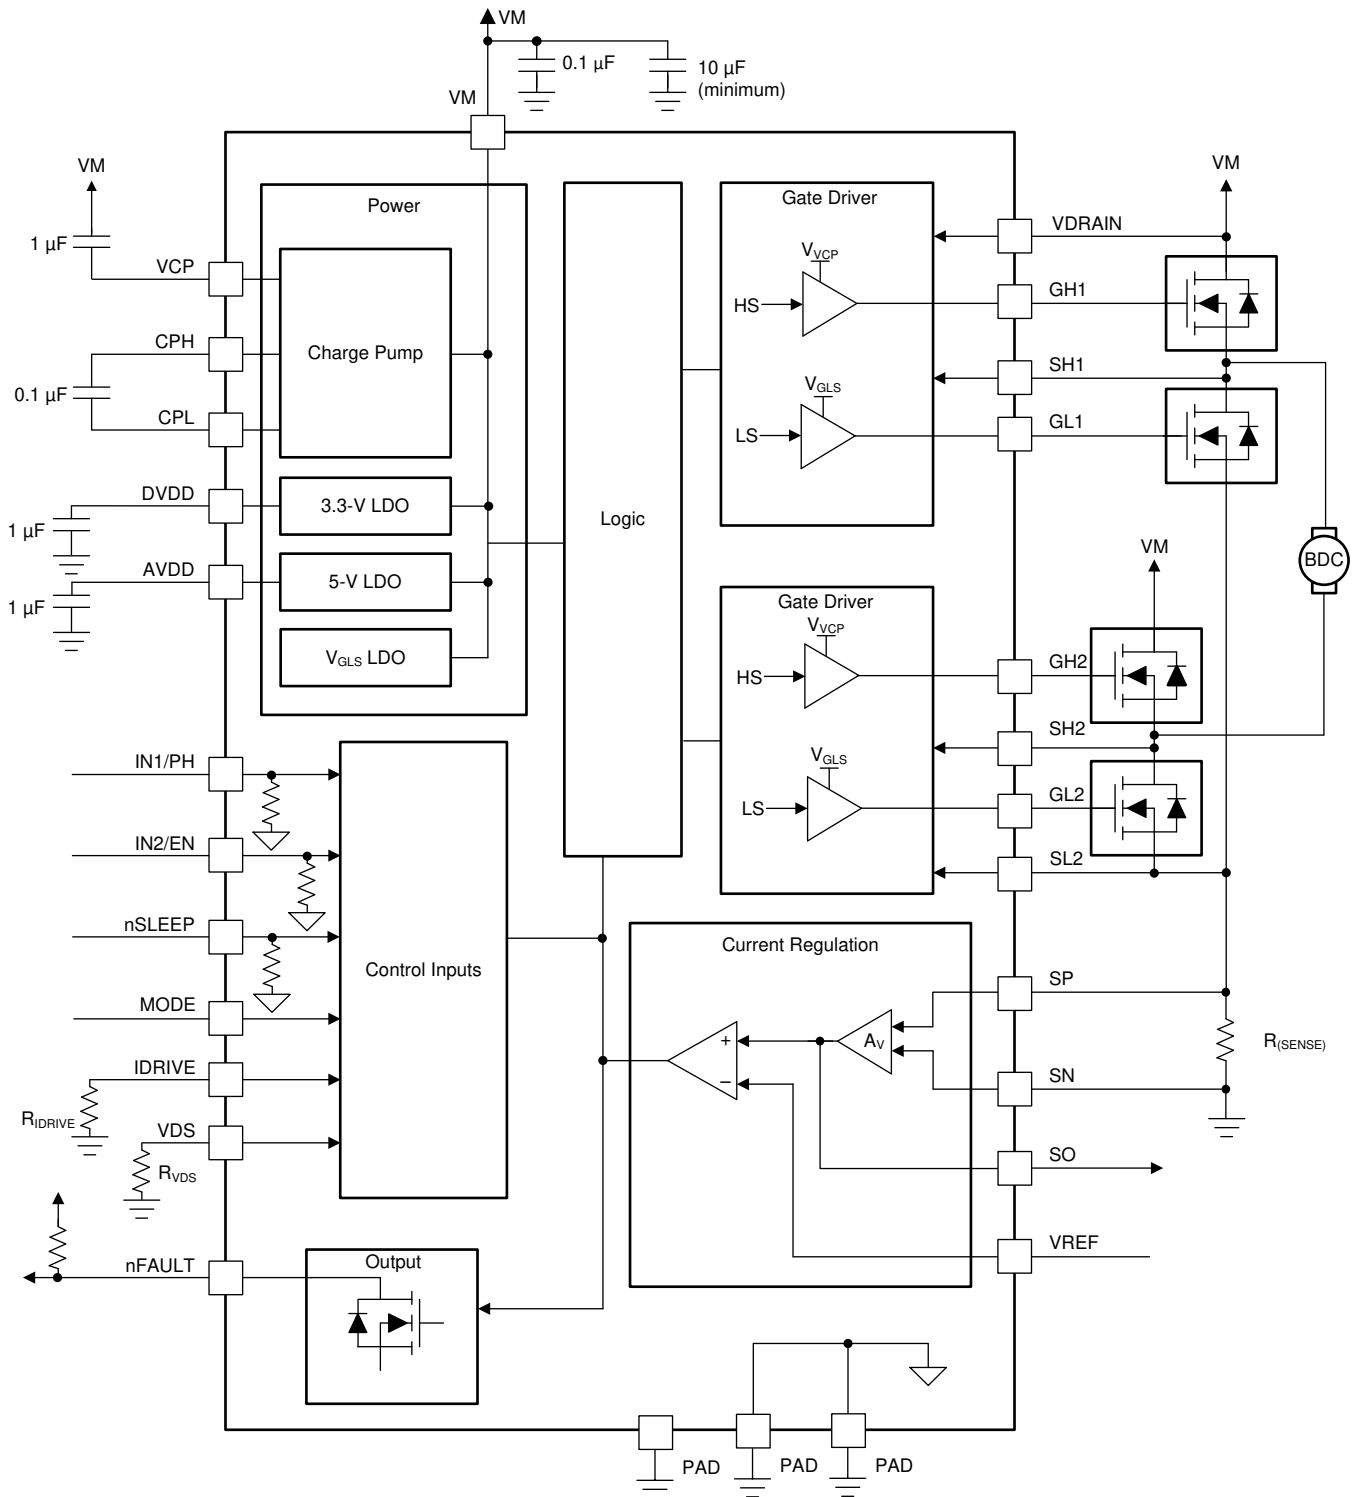 VM
0.1 µF
10 µF
(minimum)
VM
VM
1 µF
VCP
CPH
0.1 µF
CPL
DVDD
1 µF
AVDD
1 µF
Power
Charge Pump
3.3-V LDO
5-V LDO
VGLS LDO
Logic
Gate Driver
VVCP
HS
VGLS
LS
Gate Driver
VVCP
HS
VGLS
LS
VM
VDRAIN
GH1
SH1
GL1
BDC
VM
GH2
SH2
GL2
SL2
IN1/PH
IN2/EN
nSLEEP
MODE
IDRIVE
RIDRIVE
VDS
RVDS
nFAULT
Control Inputs
Output
Current Regulation
+
−
AV
SP
R(SENSE)
SN
SO
VREF
PAD
PAD
PAD